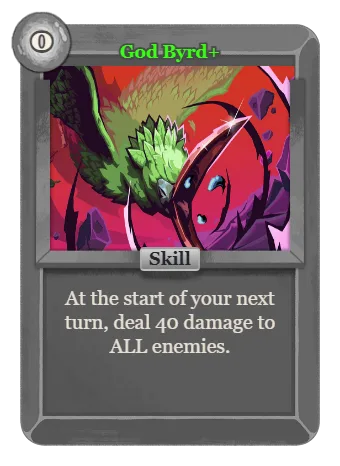 0
God Byrd+
Skill
At the start of your next
turn, deal 40 damage to
ALL enemies.